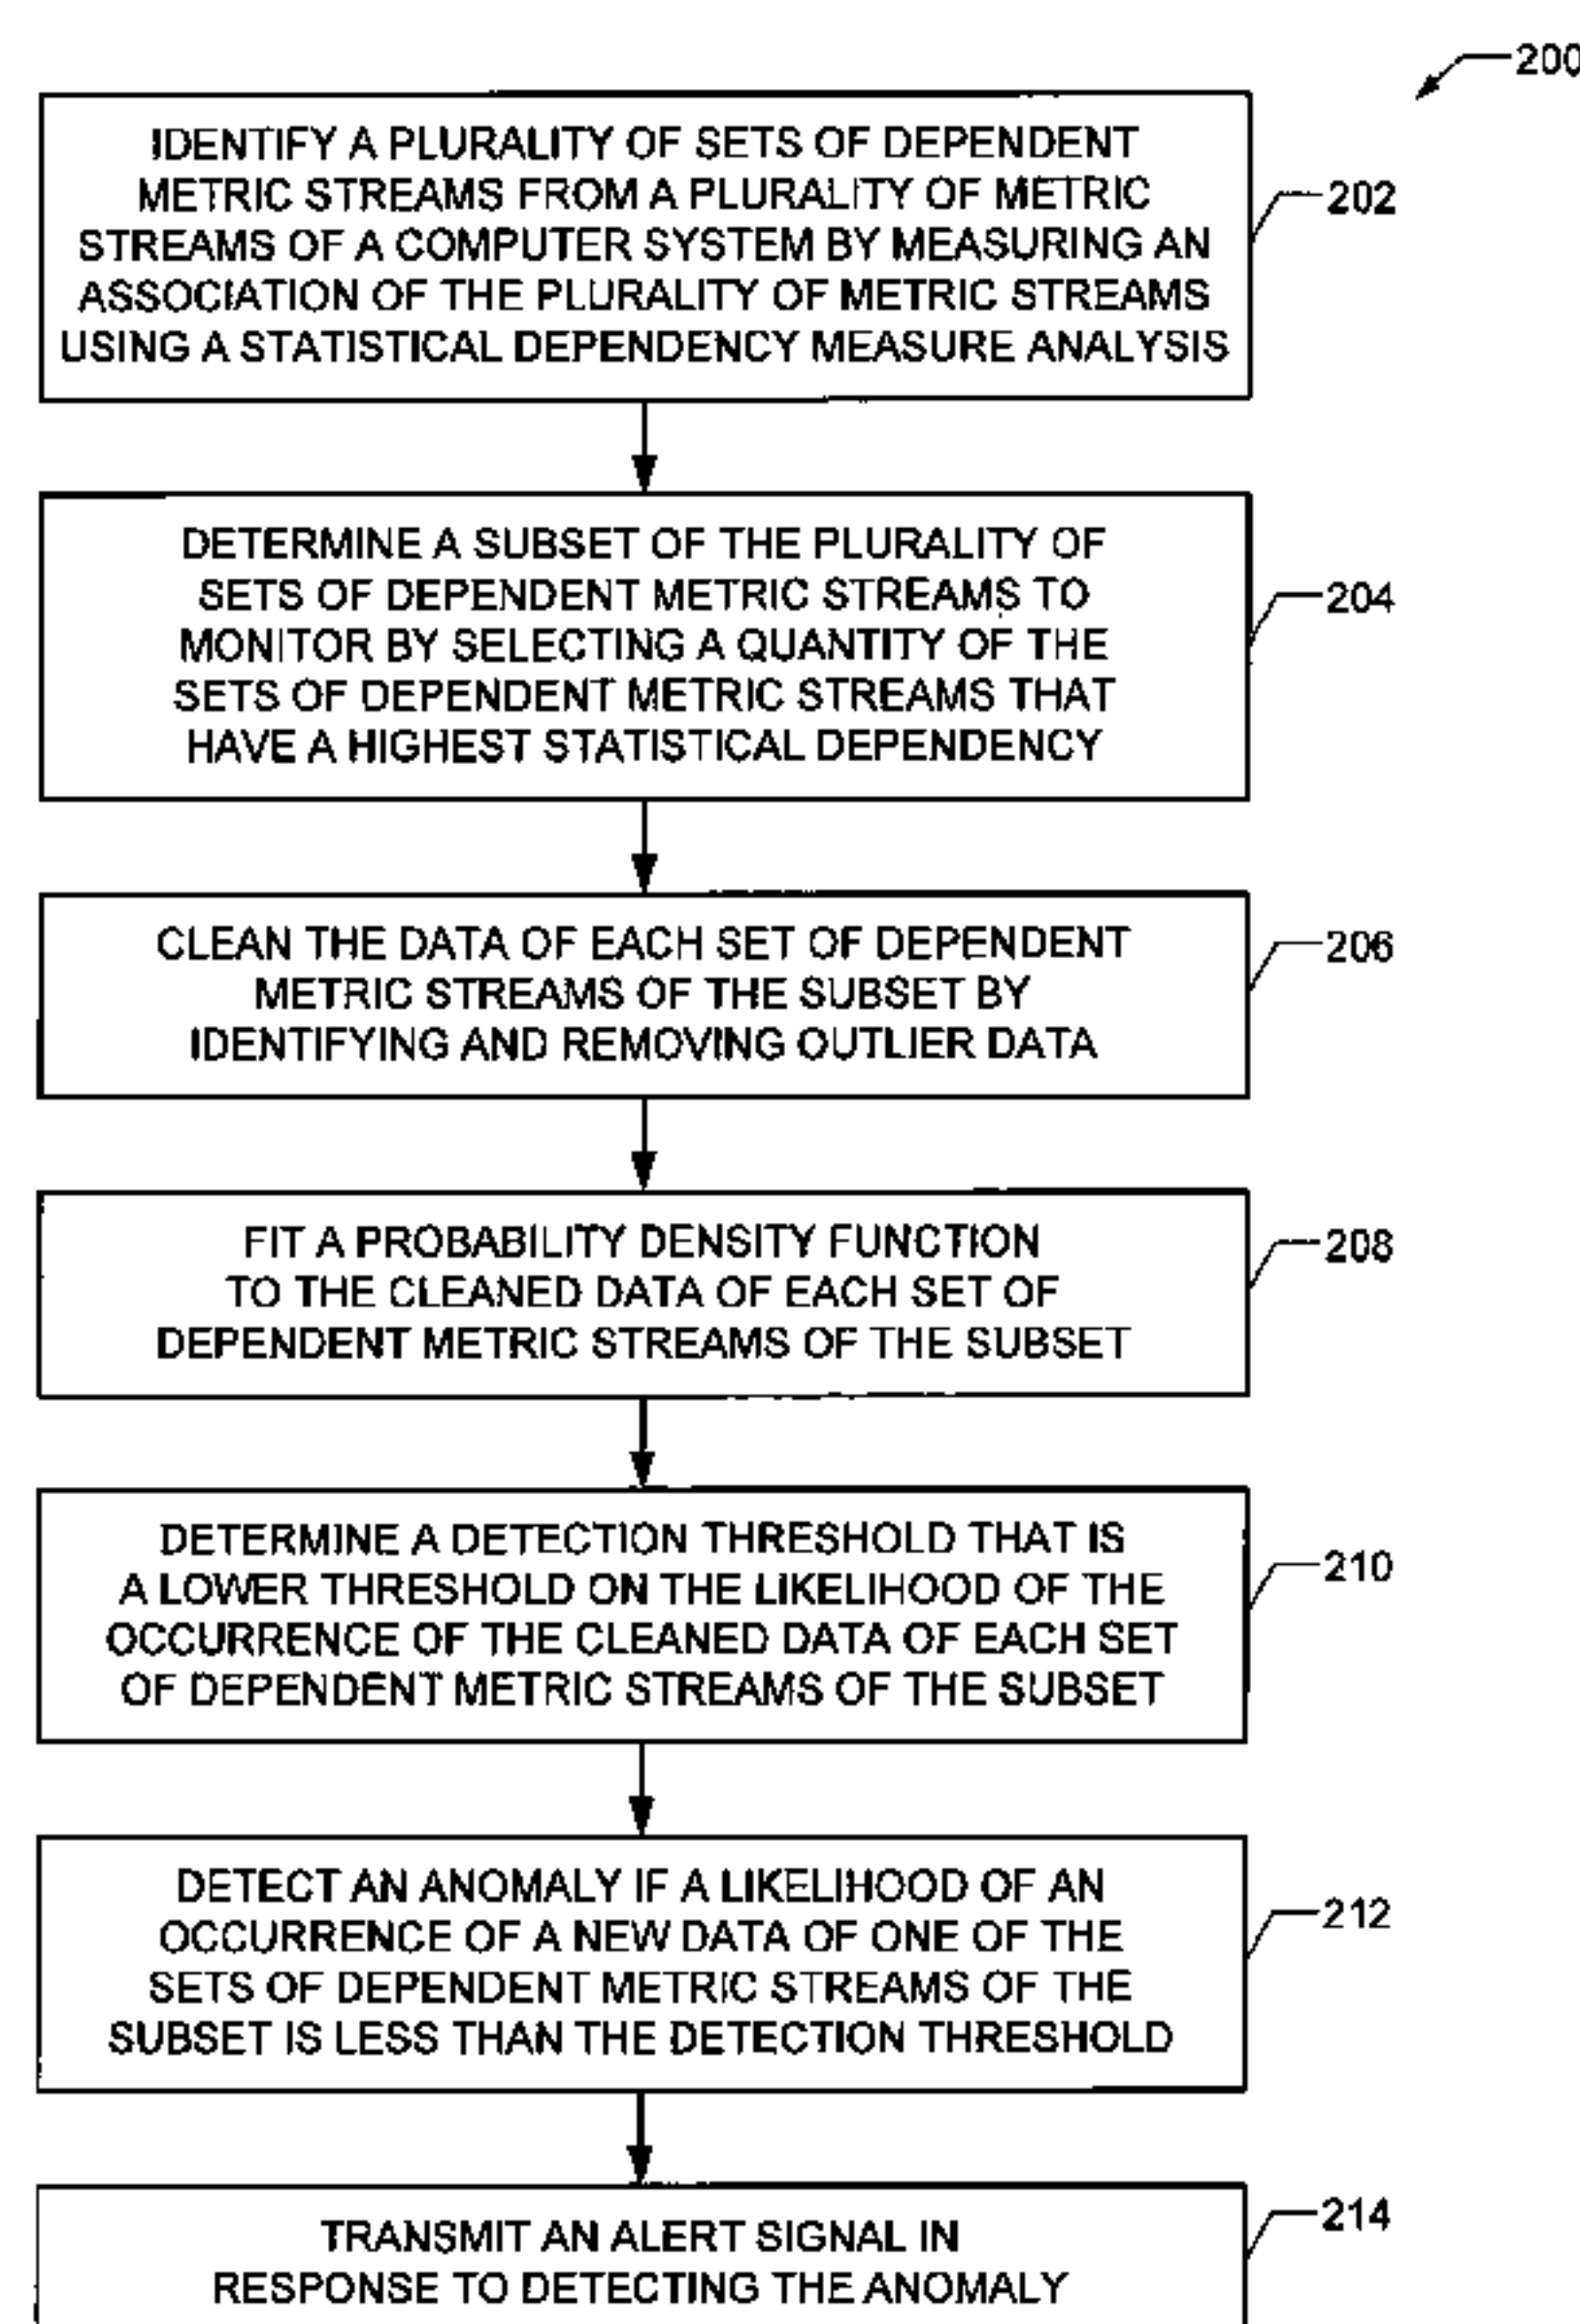 200
IDENTIFY A PLURALITY OF SETS OF DEPENDENT
METRIC STREAMS FROM A PLURALITY OF METRIC
STREAMS OF A COMPUTER SYSTEM BY MEASURING AN
ASSOCIATION OF THE PLURALITY OF METRIC STREAMS
USING A STATISTICAL DEPENDENCY MEASURE ANALYSIS
202
DETERMINE A SUBSET OF THE PLURALITY OF
SETS OF DEPENDENT METRIC STREAMS TO
MONITOR BY SELECTING A QUANTITY OF THE
SETS OF DEPENDENT METRIC STREAMS THAT
HAVE A HIGHEST STATISTICAL DEPENDENCY
204
CLEAN THE DATA OF EACH SET OF DEPENDENT
METRIC STREAMS OF THE SUBSET BY
IDENTIFYING AND REMOVING OUTLIER DATA
206
FIT A PROBABILITY DENSITY FUNCTION
TO THE CLEANED DATA OF EACH SET OF
DEPENDENT METRIC STREAMS OF THE SUBSET
208
DETERMINE A DETECTION THRESHOLD THAT IS
A LOWER THRESHOLD ON THE LIKELIHOOD OF THE
OCCURRENCE OF THE CLEANED DATA OF EACH SET
OF DEPENDENT METRIC STREAMS OF THE SUBSET
210
DETECT AN ANOMALY IF A LIKELIHOOD OF AN
OCCURRENCE OF A NEW DATA OF ONE OF THE
SETS OF DEPENDENT METRIC STREAMS OF THE
SUBSET IS LESS THAN THE DETECTION THRESHOLD
212
TRANSMIT AN ALERT SIGNAL IN
RESPONSE TO DETECTING THE ANOMALY
214